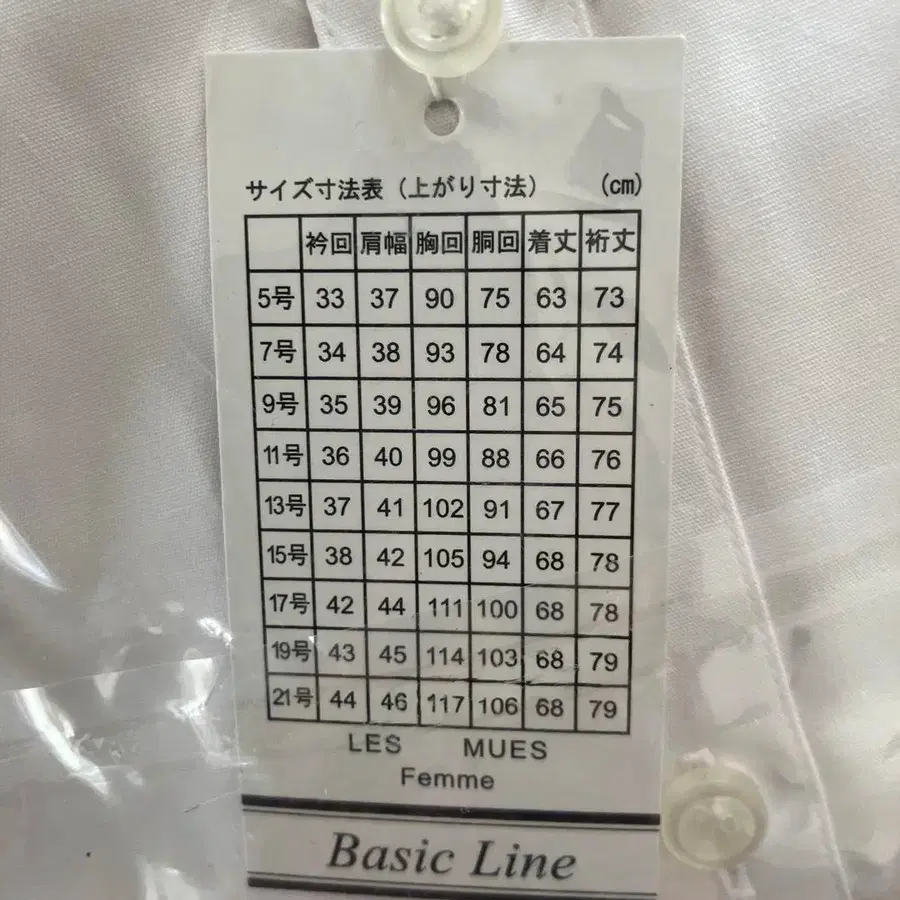 サイズ寸法表（上がり寸法） (cm)
衿回 肩幅 胸回 胴回 着丈 裄丈
5号 33 37 90 75 63 73
7号 34 38 93 78 64 74
9号 35 39 96 81 65 75
11号 36 40 99 88 66 76
13号 37 41 102 91 67 77
15号 38 42 105 94 68 78
17号 42 44 111 100 68 78
19号 43 45 114 103 68 79
21号 44 46 117 106 68 79
LES MUES
Femme
Basic Line